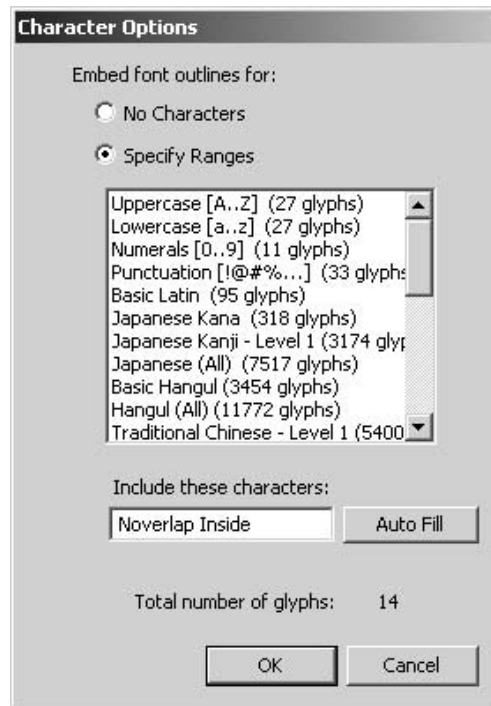 Character Options
Embed font outlines for:
No Characters
Specify Ranges
Uppercase [A..Z] (27 glyphs)
Lowercase [a..z] (27 glyphs)
Numerals [0..9] (11 glyphs)
Punctuation [!@#%...] (33 glyphs
Basic Latin (95 glyphs)
Japanese Kana (318 glyphs)
Japanese Kanji - Level 1 (3174 glyp
Japanese (All) (7517 glyphs)
Basic Hangul (3454 glyphs)
Hangul (All) (11772 glyphs)
Traditional Chinese - Level 1 (5400
Include these characters:
Noverlap Inside
Auto Fill
Total number of glyphs: 14
OK Cancel